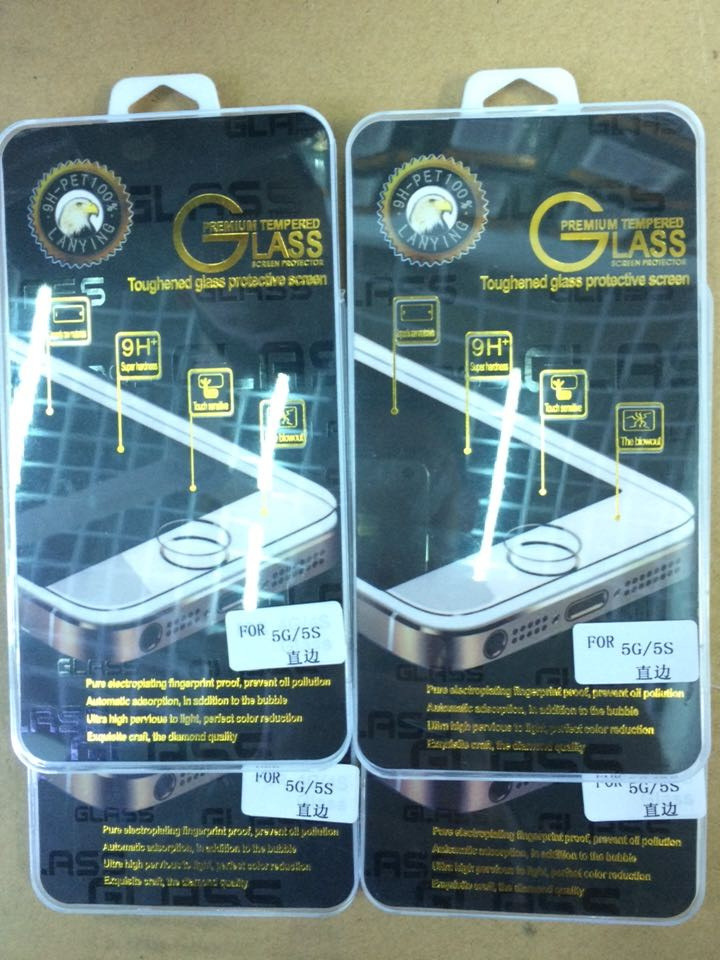 9H-PET100%
LANYING
PREMIUM TEMPERED
GLASS
SCREEN PROTECTOR
Toughened glass protective screen
9H+
Super hardness
Touch sensitive
blowout
FOR 5G/5S
直边
GLASS
Pure electroplating fingerprint proof, prevent oil pollution
Automatic adsorption, in addition to the bubble
Ultra high pervious to light, perfect color reduction
Exquisite craft, the diamond quality
GLASS
9H-PET100%
LANYING
PREMIUM TEMPERED
GLASS
SCREEN PROTECTOR
Toughened glass protective screen
9H+
Super hardness
Touch sensitive
The blowout
FOR 5G/5S
直边
Pure electroplating fingerprint proof, prevent oil pollution
Automatic adsorption, in addition to the bubble
Ultra high pervious to light, perfect color reduction
Exquisite craft, the diamond quality
FOR 5G/5S
直边
GLASS
Pure electroplating fingerprint proof, prevent oil pollution
Automatic adsorption, in addition to the bubble
Ultra high pervious to light, perfect color reduction
Exquisite craft, the diamond quality
FOR 5G/5S
直边
Pure electroplating fingerprint proof, prevent oil pollution
Automatic adsorption, in addition to the bubble
Ultra high pervious to light, perfect color reduction
Exquisite craft, the diamond quality